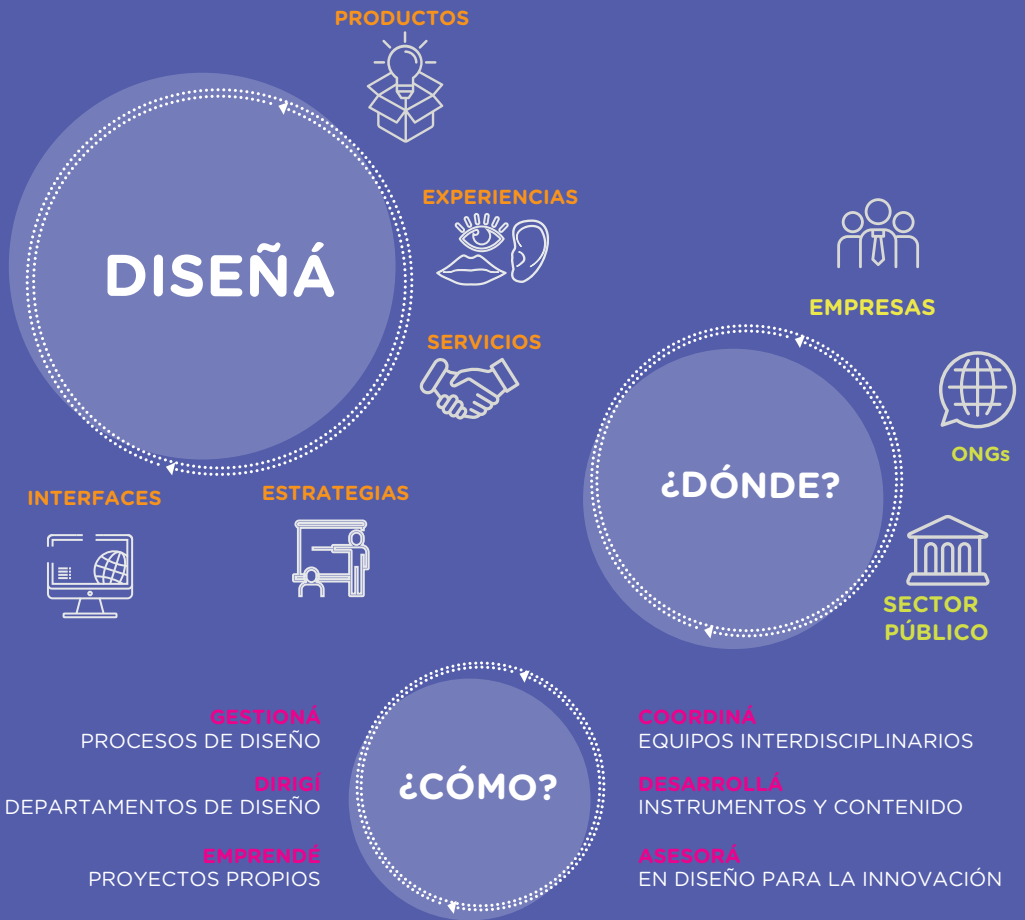 PRODUCTOS
EXPERIENCIAS
DISEÑÁ
SERVICIOS
INTERFACES
ESTRATEGIAS
EMPRESAS
ONGs
¿DÓNDE?
SECTOR
PÚBLICO
¿CÓMO?
GESTIONÁ
PROCESOS DE DISEÑO
DIRIGÍ
DEPARTAMENTOS DE DISEÑO
EMPRENDÉ
PROYECTOS PROPIOS
COORDINÁ
EQUIPOS INTERDISCIPLINARIOS
DESARROLLÁ
INSTRUMENTOS Y CONTENIDO
ASESORÁ
EN DISEÑO PARA LA INNOVACIÓN